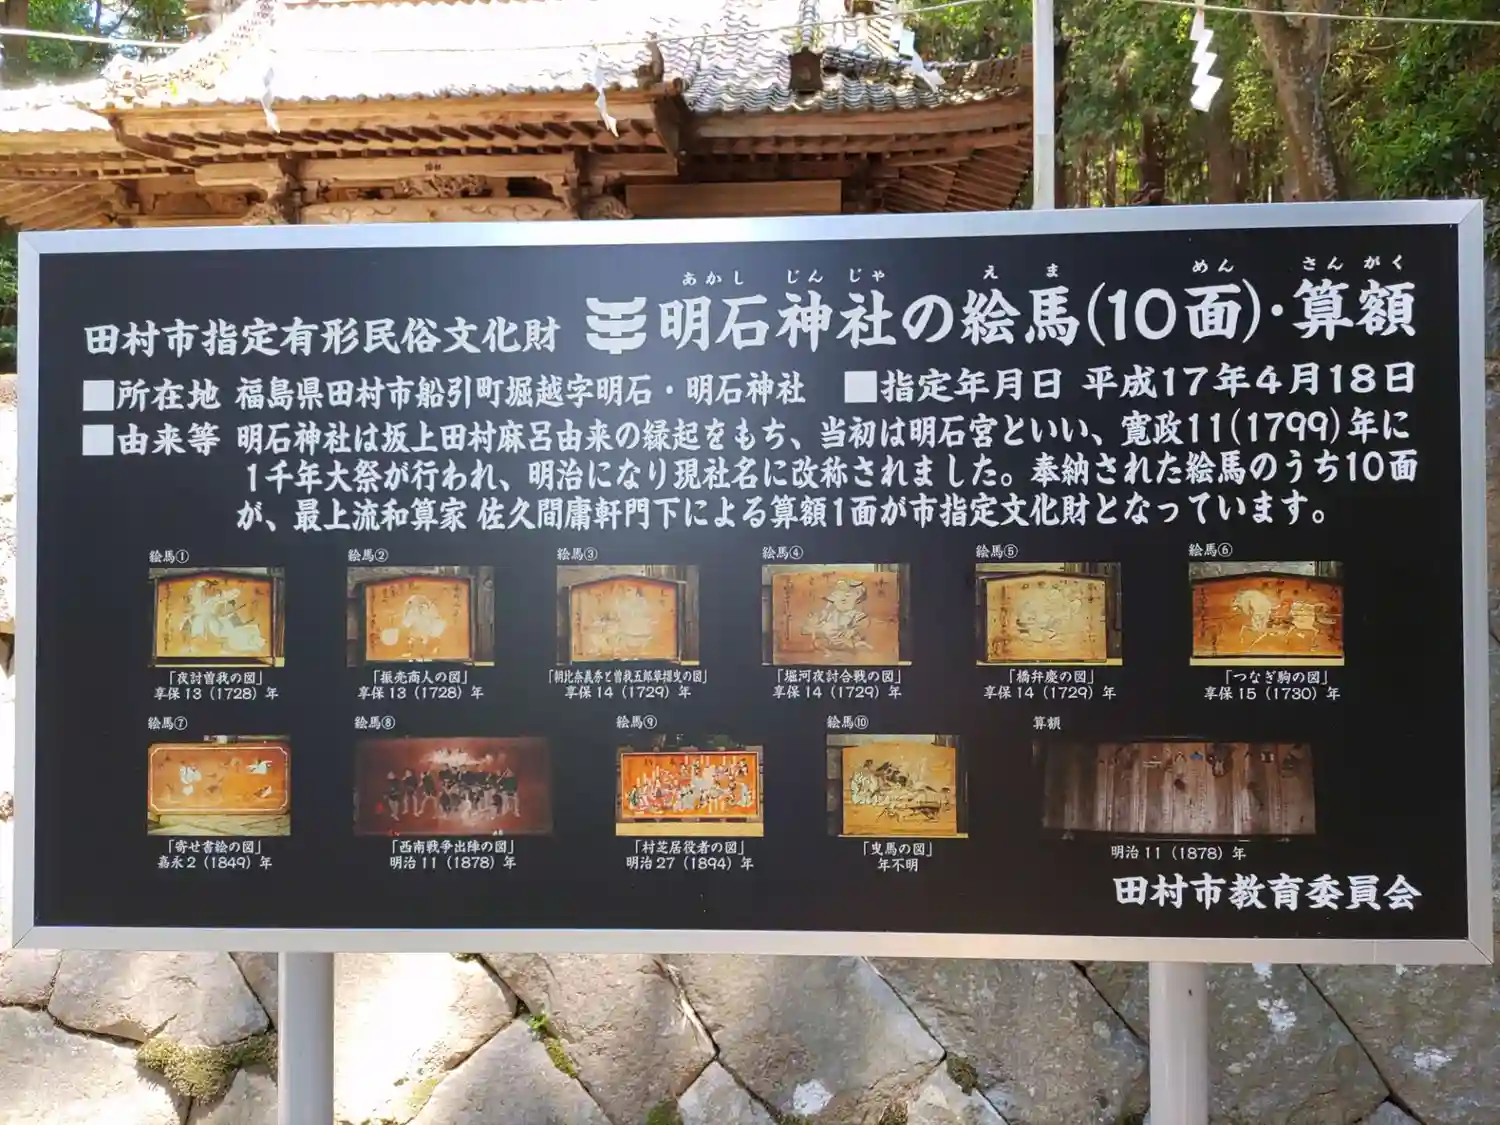 あかし じんじゃ えま めん さんがく
田村市指定有形民俗文化財 明石神社の絵馬(10面)・算額
■所在地 福島県田村市船引町堀越字明石・明石神社 ■指定年月日 平成17年4月18日
■由来等 明石神社は坂上田村麻呂由来の縁起をもち、当初は明石宮といい、寛政11(1799)年に
1千年大祭が行われ、明治になり現社名に改称されました。奉納された絵馬のうち10面
が、最上流和算家 佐久間庸軒門下による算額1面が市指定文化財となっています。
絵馬① 絵馬② 絵馬③ 絵馬④ 絵馬⑤ 絵馬⑥
「夜討曽我の図」 「振売商人の図」 「朝比奈義秀と曽我五郎草摺曳の図」 「堀河夜討合戦の図」 「橋弁慶の図」 「つなぎ駒の図」
享保13(1728)年 享保13(1728)年 享保14(1729)年 享保14(1729)年 享保14(1729)年 享保15(1730)年
絵馬⑦ 絵馬⑧ 絵馬⑨ 絵馬⑩ 算額
「寄せ書絵の図」 「西南戦争出陣の図」 「村芝居役者の図」 「曳馬の図」
嘉永2(1849)年 明治11(1878)年 明治27(1894)年 年不明 明治11(1878)年
田村市教育委員会